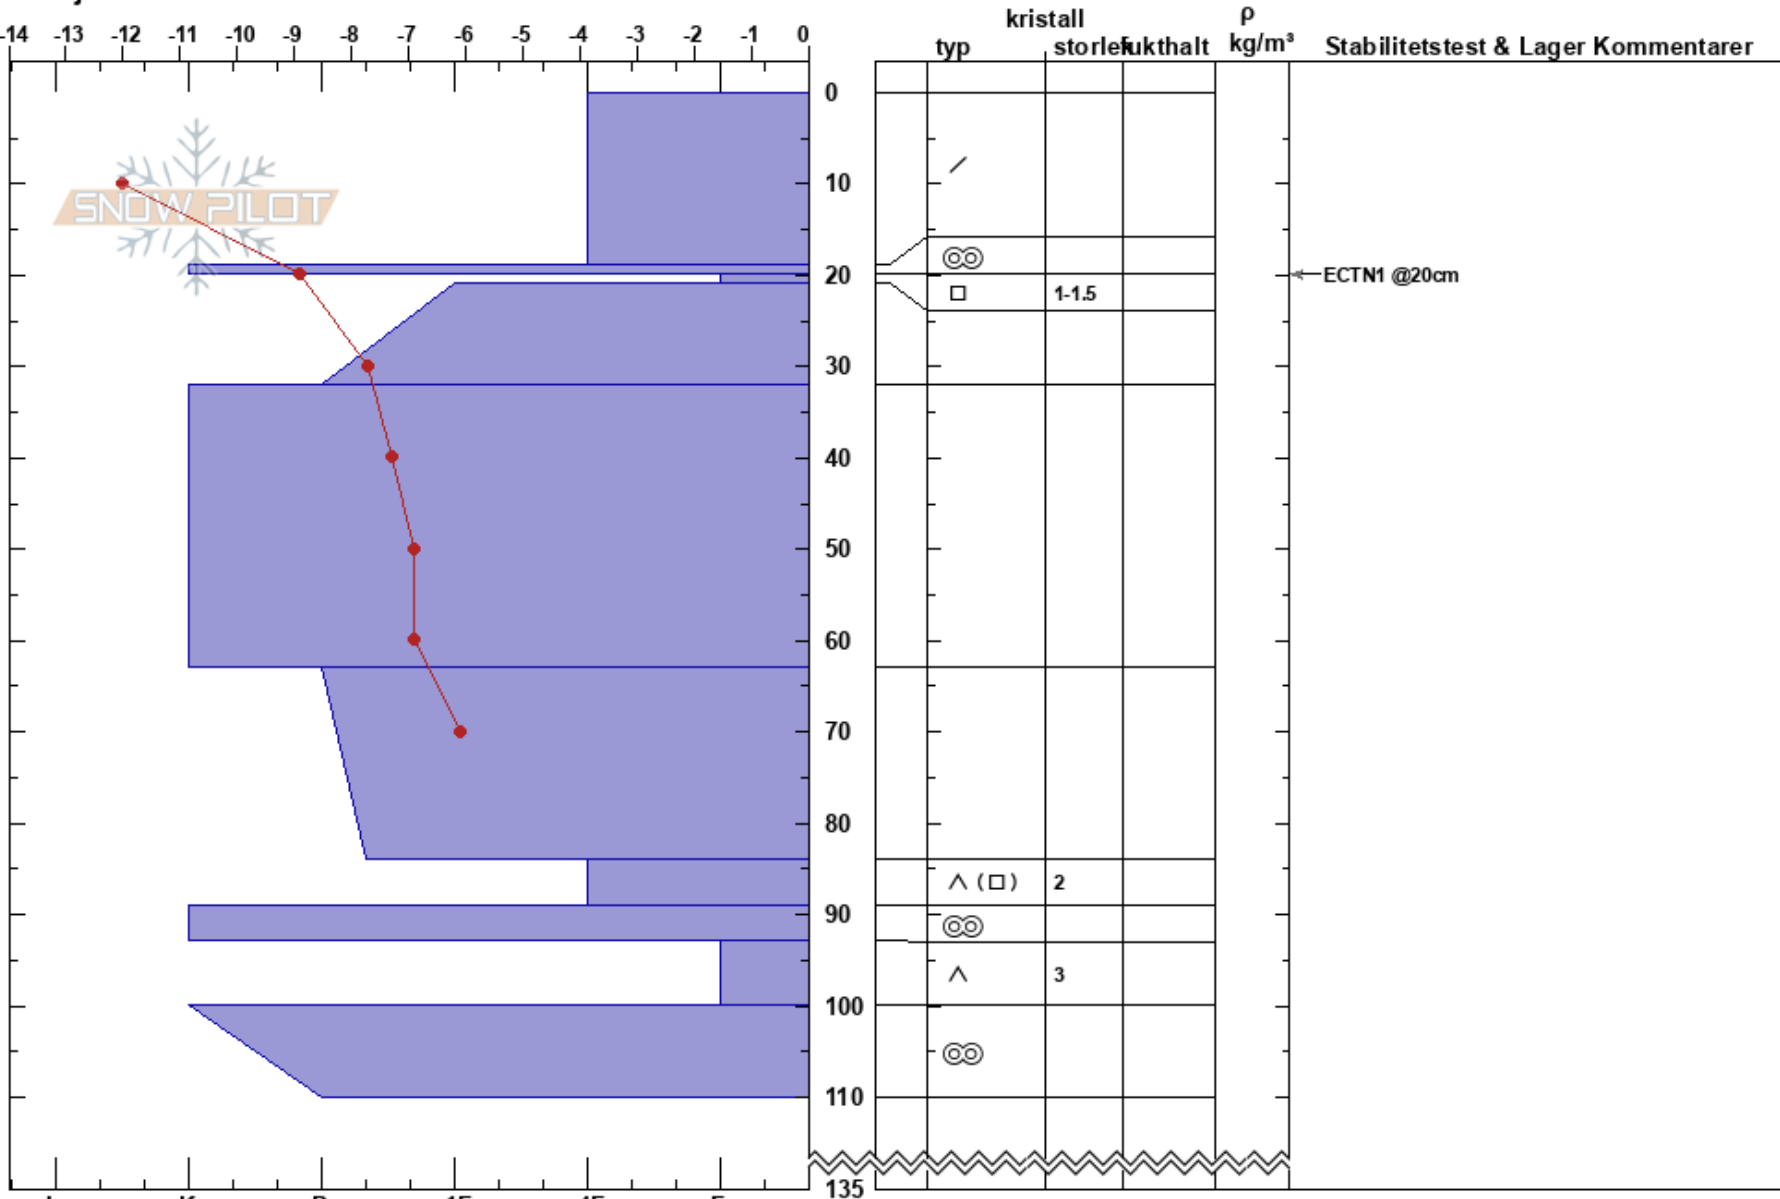 kristall ρ
-14 -13 -12 -11 -10 -9 -8 -7 -6 -5 -4 -3 -2 -1 0
typ storlek fukthalt kg/m³ Stabilitetstest & Lager Kommentarer
0
10
SNOW PILOT
20 ECTN1 @20cm
1-1.5
30
40
50
60
70
80
( ) 2
90
3
100
110
135